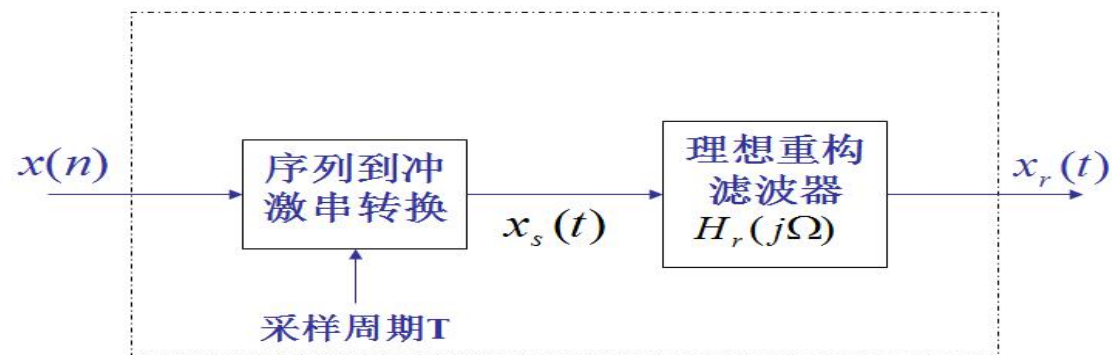 x(n)
序列到冲
激串转换
x_s(t)
采样周期T
理想重构
滤波器
H_r(jΩ)
x_r(t)